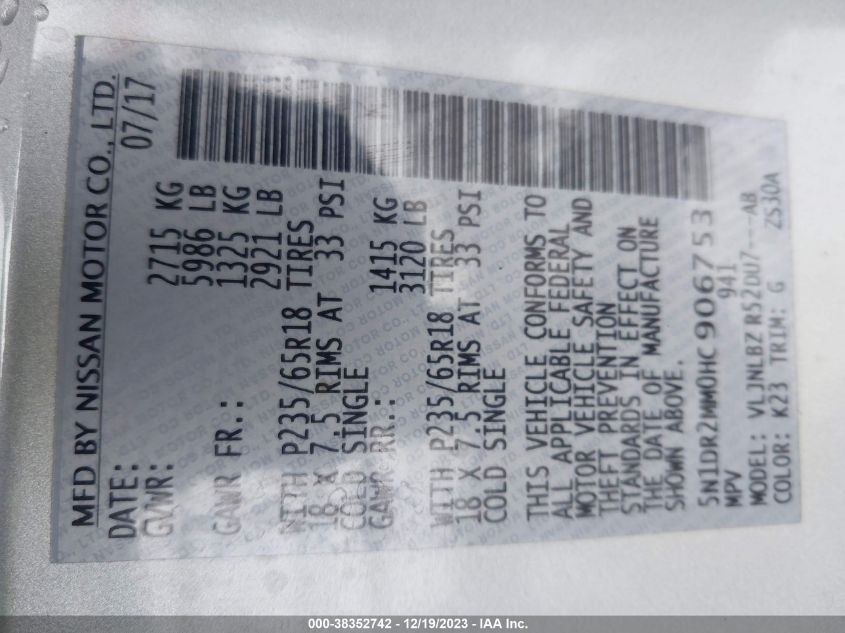 MFD BY NISSAN MOTOR CO., LTD.
DATE: 07/17
GVWR: 2715 KG
5986 LB
GAWR FR.: 1325 KG
2921 LB
WITH P235/65R18 TIRES
18 X 7.5 RIMS AT 33 PSI
COLD SINGLE
GAWR RR.: 1415 KG
3120 LB
WITH P235/65R18 TIRES
18 X 7.5 RIMS AT 33 PSI
COLD SINGLE
THIS VEHICLE CONFORMS TO
ALL APPLICABLE FEDERAL
MOTOR VEHICLE SAFETY AND
THEFT PREVENTION
STANDARDS IN EFFECT ON
THE DATE OF MANUFACTURE
SHOWN ABOVE.
5N1DR2MM0HC906753
MPV 941
MODEL: VLJNLBZ R52DU7---AB
COLOR: K23 TRIM: G ZS30A
000-38352742 - 12/19/2023 - IAA Inc.